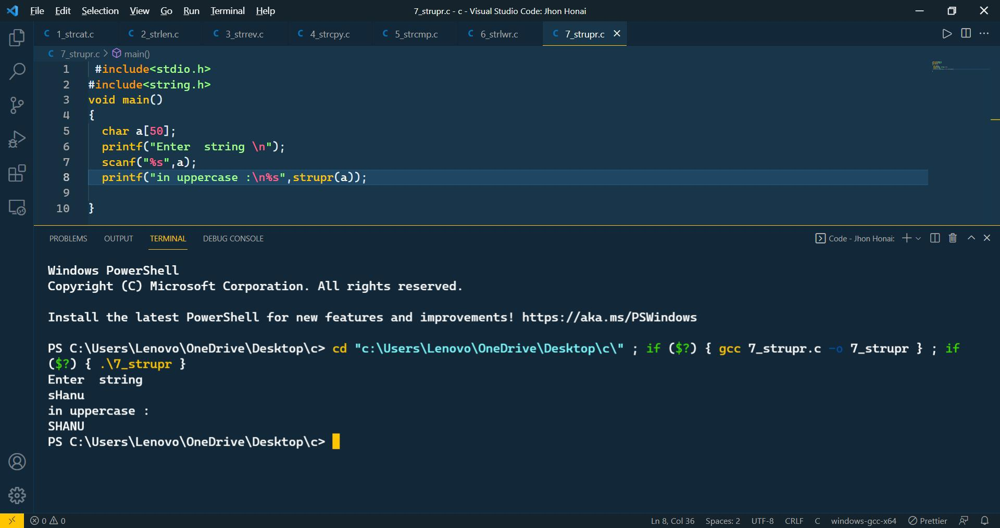 File Edit Selection View Go Run Terminal Help 7_strupr.c - c - Visual Studio Code: Jhon Honai
C 1_strcat.c C 2_strlen.c C 3_strrev.c C 4_strcpy.c C 5_strcmp.c C 6_strlwr.c C 7_strupr.c
C 7_strupr.c > main()
1 #include<stdio.h>
2 #include<string.h>
3 void main()
4 {
5 char a[50];
6 printf("Enter  string \n");
7 scanf("%s",a);
8 printf("in uppercase :\n%s",strupr(a));
9
10 }
PROBLEMS OUTPUT TERMINAL DEBUG CONSOLE Code - Jhon Honai:
Windows PowerShell
Copyright (C) Microsoft Corporation. All rights reserved.
Install the latest PowerShell for new features and improvements! https://aka.ms/PSWindows
PS C:\Users\Lenovo\OneDrive\Desktop\c> cd "c:\Users\Lenovo\OneDrive\Desktop\c\" ; if ($?) { gcc 7_strupr.c -o 7_strupr } ; if
($?) { .\7_strupr }
Enter  string
sHanu
in uppercase :
SHANU
PS C:\Users\Lenovo\OneDrive\Desktop\c>
0 0 Ln 8, Col 36 Spaces: 2 UTF-8 CRLF C windows-gcc-x64 Prettier